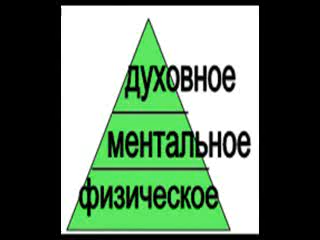 духовное
ментальное
физическое